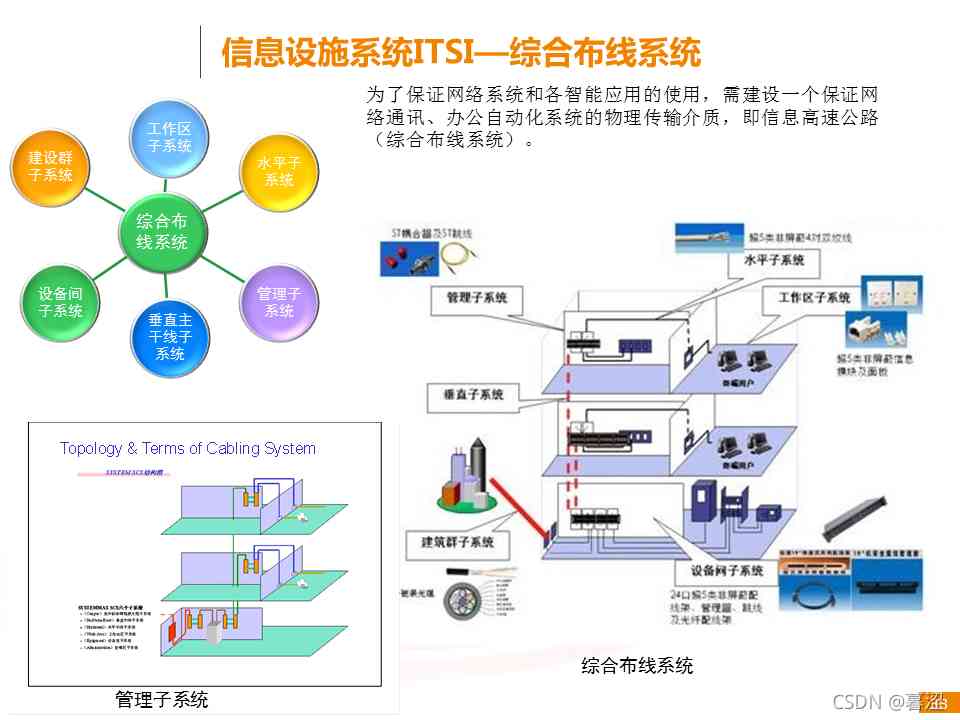 信息设施系统ITSI—综合布线系统
为了保证网络系统和各智能应用的使用，需建设一个保证网
络通讯、办公自动化系统的物理传输介质，即信息高速公路
（综合布线系统）。
工作区
子系统
建设群
子系统
水平子
系统
综合布
线系统
设备间
子系统
管理子
系统
垂直主
干线子
系统
ST耦合器及ST跳线
超5类非屏蔽4对双绞线
水平子系统
管理子系统
工作区子系统
超5类非屏蔽信息
模块及面板
终端用户
垂直子系统
终端用户
建筑群子系统
设备网子系统
24口超5类非屏蔽配
线架、管理器、跳线
及光纤配线架
铠装光缆
综合布线系统
Topology & Terms of Cabling System
SYSTEMAX SCS结构图
管理子系统
CSDN @暮涩